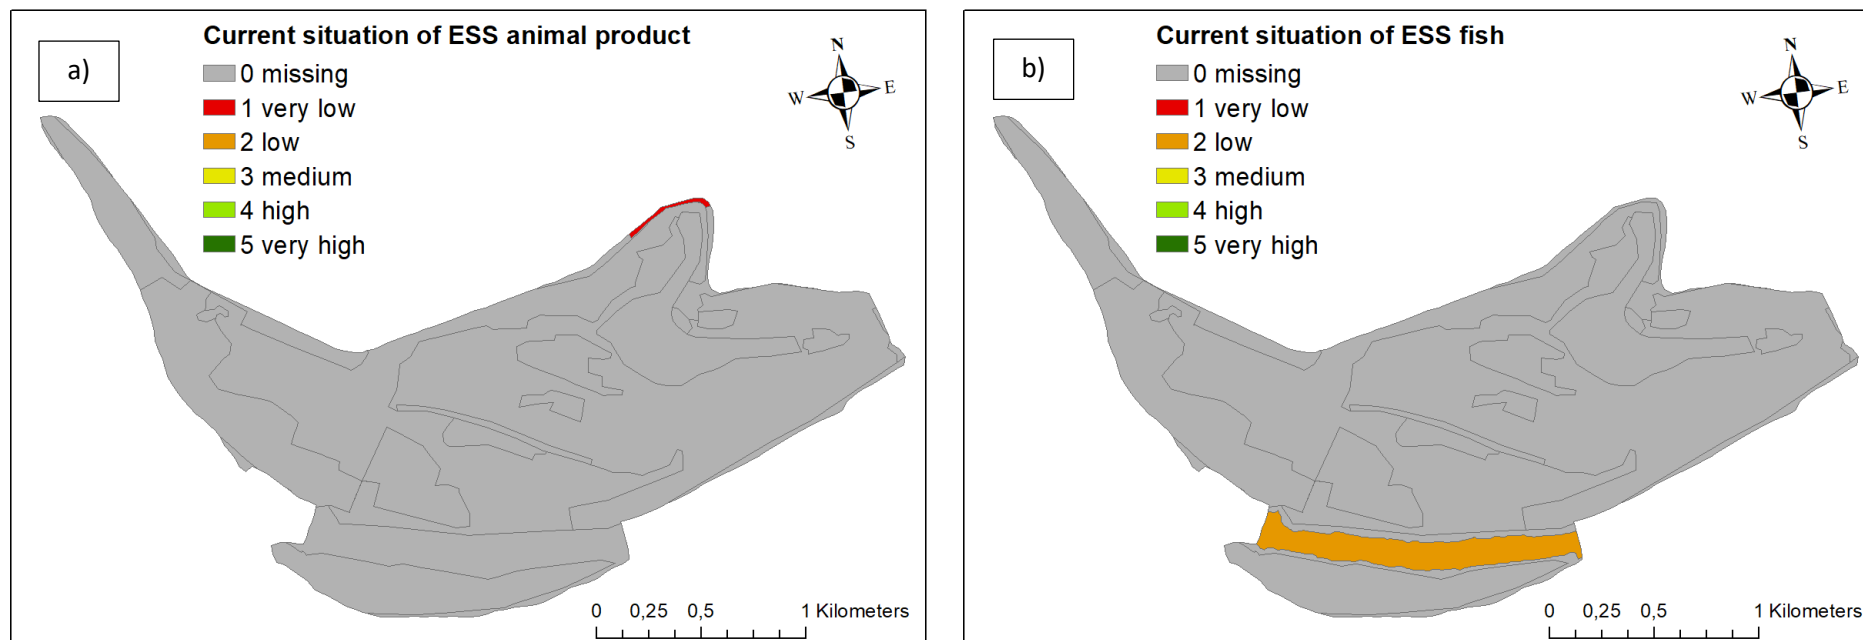 a)
Current situation of ESS animal product
0 missing
1 very low
2 low
3 medium
4 high
5 very high
N
W
E
S
0 0,25 0,5 1 Kilometers
b)
Current situation of ESS fish
0 missing
1 very low
2 low
3 medium
4 high
5 very high
N
W
E
S
0 0,25 0,5 1 Kilometers